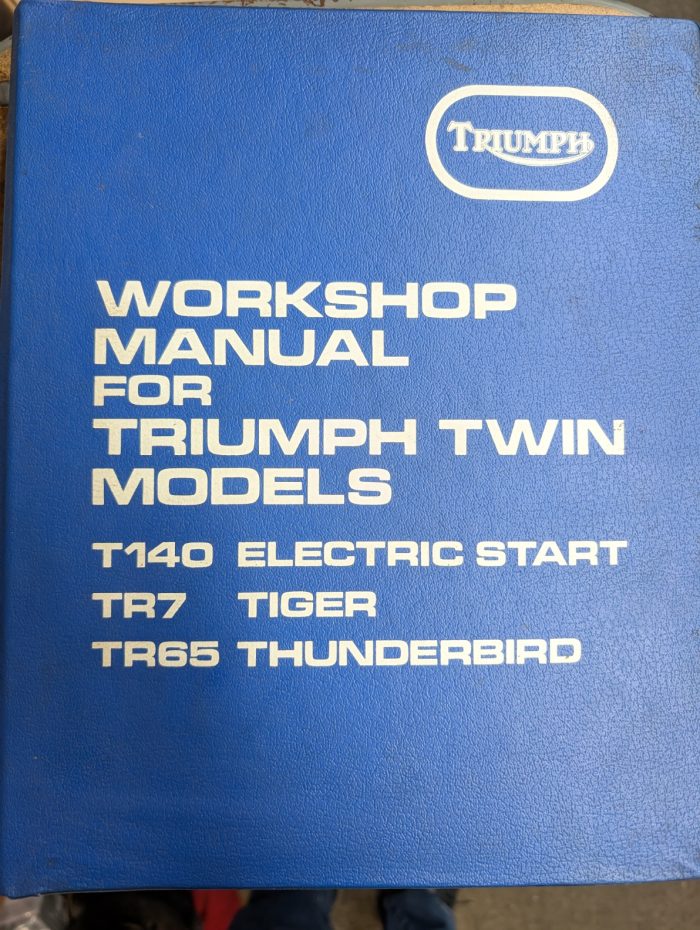 TRIUMPH
WORKSHOP
MANUAL
FOR
TRIUMPH TWIN
MODELS
T140 ELECTRIC START
TR7 TIGER
TR65 THUNDERBIRD